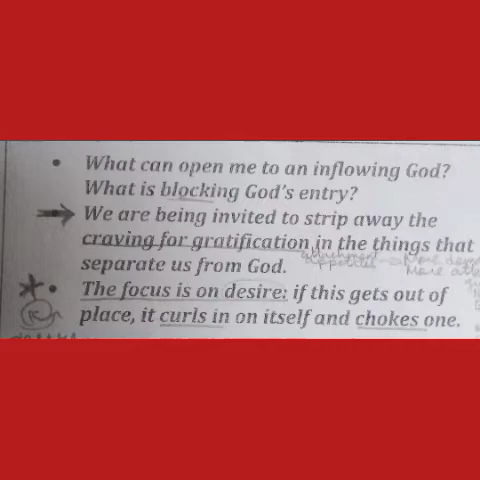 • What can open me to an inflowing God?
What is blocking God's entry?
We are being invited to strip away the
craving for gratification in the things that
attachment
appetites
separate us from God.
• The focus is on desire: if this gets out of
place, it curls in on itself and chokes one.